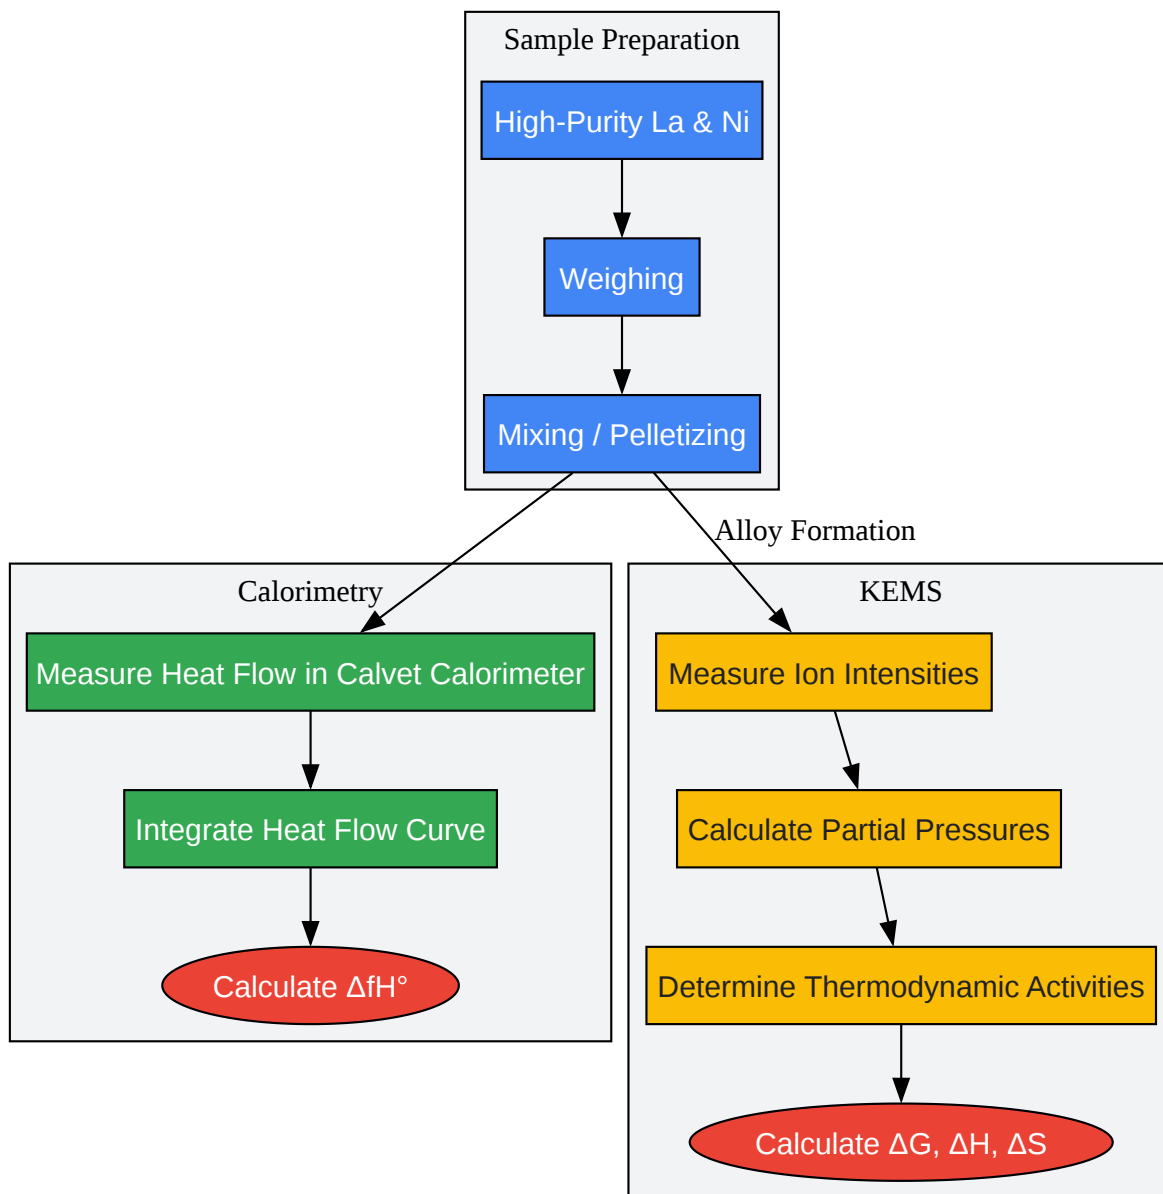 Sample Preparation
High-Purity La & Ni
Weighing
Mixing / Pelletizing
Alloy Formation
Calorimetry
Measure Heat Flow in Calvet Calorimeter
Integrate Heat Flow Curve
Calculate ΔfH°
KEMS
Measure Ion Intensities
Calculate Partial Pressures
Determine Thermodynamic Activities
Calculate ΔG, ΔH, ΔS